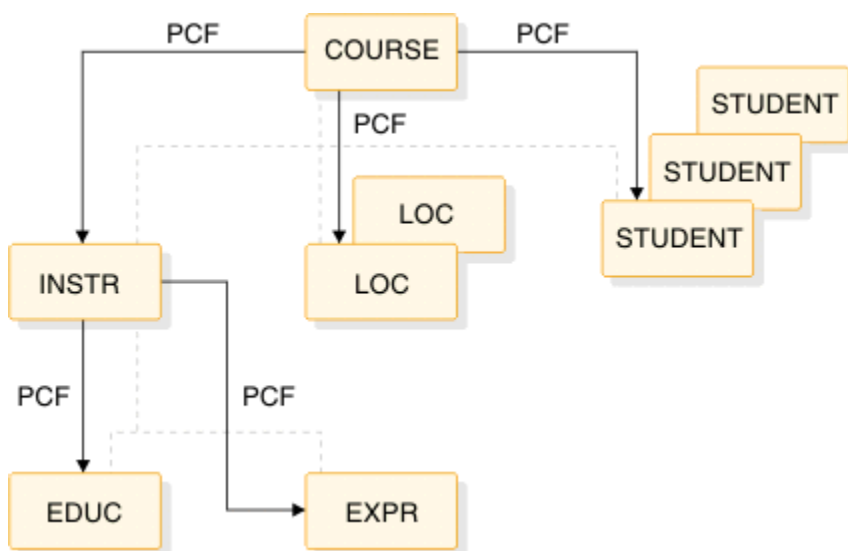 PCF
COURSE
PCF
PCF
STUDENT
STUDENT
STUDENT
LOC
LOC
INSTR
PCF
PCF
EDUC
EXPR